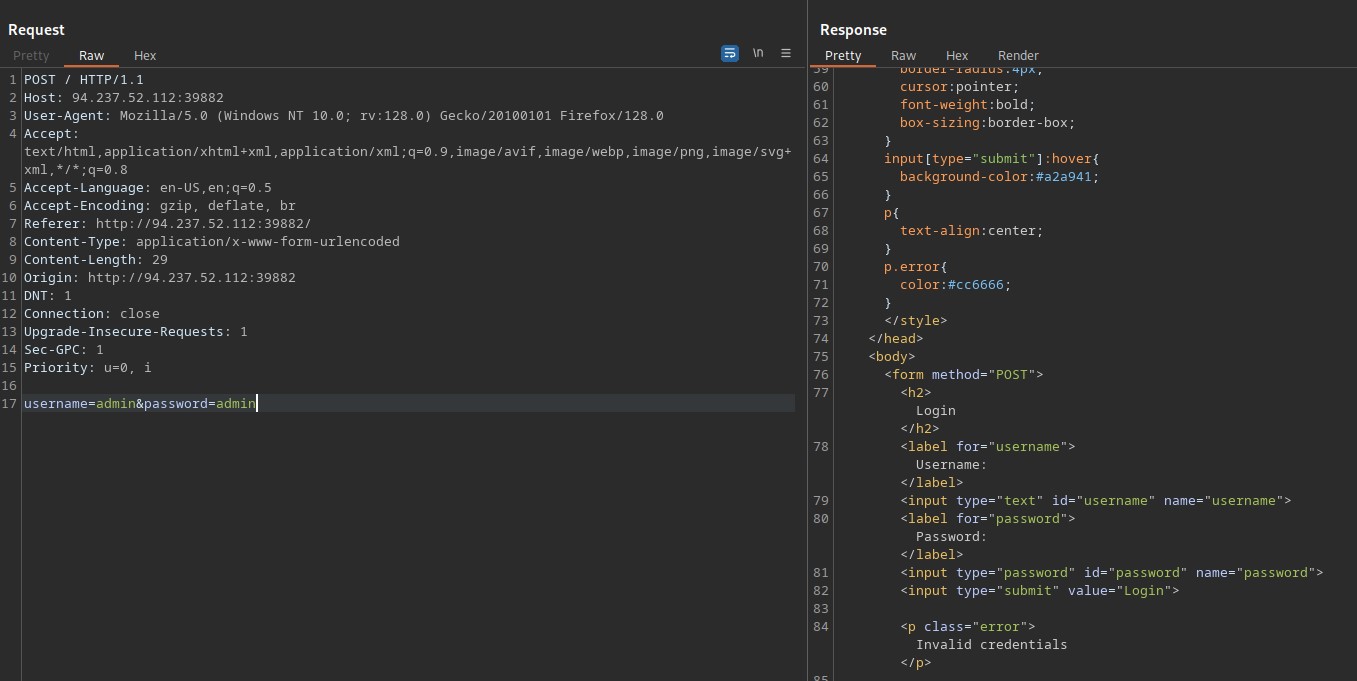 Request
Pretty Raw Hex
\n
1 POST / HTTP/1.1
2 Host: 94.237.52.112:39882
3 User-Agent: Mozilla/5.0 (Windows NT 10.0; rv:128.0) Gecko/20100101 Firefox/128.0
4 Accept:
text/html,application/xhtml+xml,application/xml;q=0.9,image/avif,image/webp,image/png,image/svg+
xml,*/*;q=0.8
5 Accept-Language: en-US,en;q=0.5
6 Accept-Encoding: gzip, deflate, br
7 Referer: http://94.237.52.112:39882/
8 Content-Type: application/x-www-form-urlencoded
9 Content-Length: 29
10 Origin: http://94.237.52.112:39882
11 DNT: 1
12 Connection: close
13 Upgrade-Insecure-Requests: 1
14 Sec-GPC: 1
15 Priority: u=0, i
16
17 username=admin&password=admin
Response
Pretty Raw Hex Render
59 border-radius:4px;
60 cursor:pointer;
61 font-weight:bold;
62 box-sizing:border-box;
63 }
64 input[type="submit"]:hover{
65 background-color:#a2a941;
66 }
67 p{
68 text-align:center;
69 }
70 p.error{
71 color:#cc6666;
72 }
73 </style>
74 </head>
75 <body>
76 <form method="POST">
77 <h2>
Login
</h2>
78 <label for="username">
Username:
</label>
79 <input type="text" id="username" name="username">
80 <label for="password">
Password:
</label>
81 <input type="password" id="password" name="password">
82 <input type="submit" value="Login">
83
84 <p class="error">
Invalid credentials
</p>
85